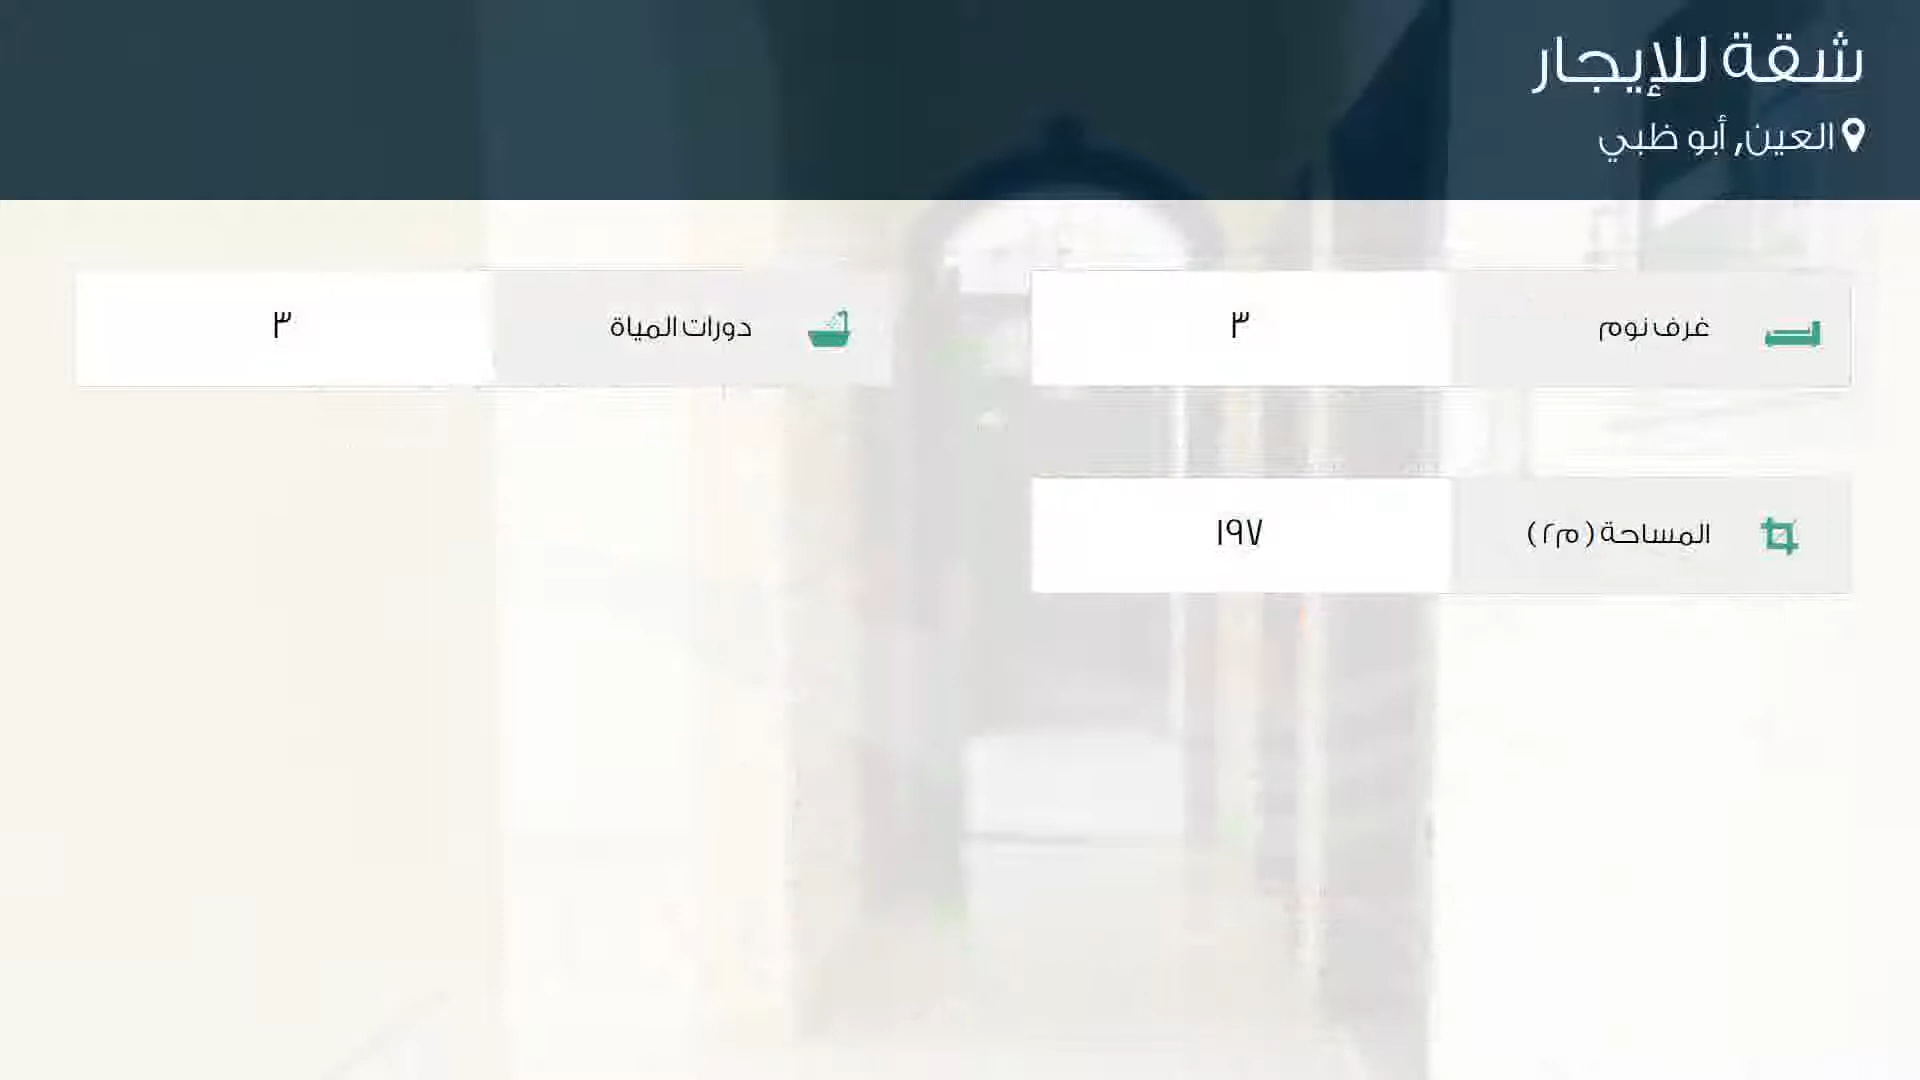 شقة للإيجار
العين, أبو ظبي
غرف نوم
٣
دورات المياة
٣
المساحة (م٢)
١٩٧